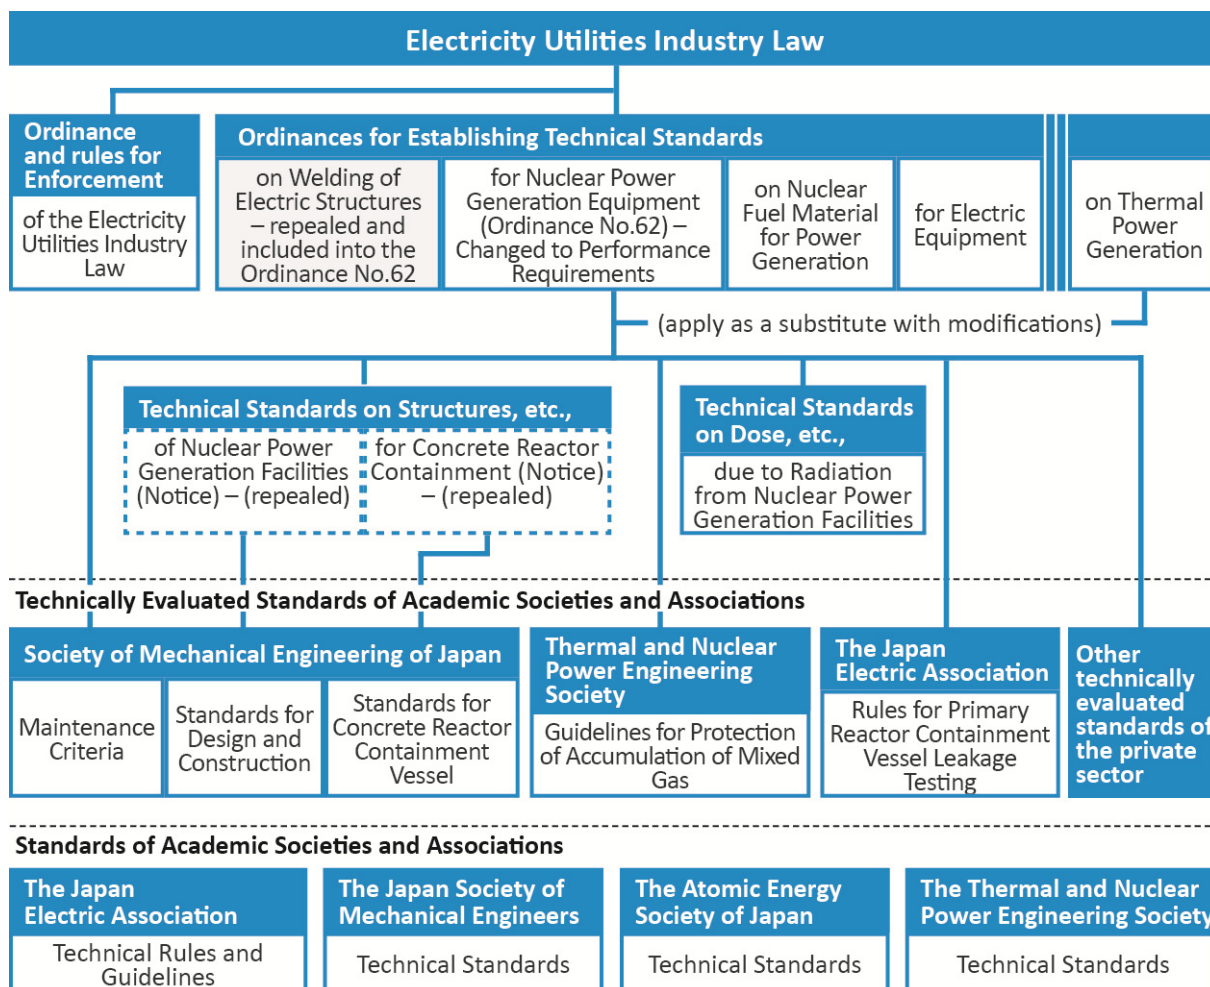 Electricity Utilities Industry Law
Ordinance
and rules for
Enforcement
of the Electricity
Utilities Industry
Law
Ordinances for Establishing Technical Standards
on Welding of
Electric Structures
– repealed and
included into the
Ordinance No.62
for Nuclear Power
Generation Equipment
(Ordinance No.62) –
Changed to Performance
Requirements
on Nuclear
Fuel Material
for Power
Generation
for Electric
Equipment
on Thermal
Power
Generation
(apply as a substitute with modifications)
Technical Standards on Structures, etc.,
of Nuclear Power
Generation Facilities
(Notice) – (repealed)
for Concrete Reactor
Containment (Notice)
– (repealed)
Technical Standards
on Dose, etc.,
due to Radiation
from Nuclear Power
Generation Facilities
Technically Evaluated Standards of Academic Societies and Associations
Society of Mechanical Engineering of Japan
Maintenance
Criteria
Standards for
Design and
Construction
Standards for
Concrete Reactor
Containment
Vessel
Thermal and Nuclear
Power Engineering
Society
Guidelines for Protection
of Accumulation of Mixed
Gas
The Japan
Electric Association
Rules for Primary
Reactor Containment
Vessel Leakage
Testing
Other
technically
evaluated
standards of
the private
sector
Standards of Academic Societies and Associations
The Japan
Electric Association
Technical Rules and
Guidelines
The Japan Society of
Mechanical Engineers
Technical Standards
The Atomic Energy
Society of Japan
Technical Standards
The Thermal and Nuclear
Power Engineering Society
Technical Standards